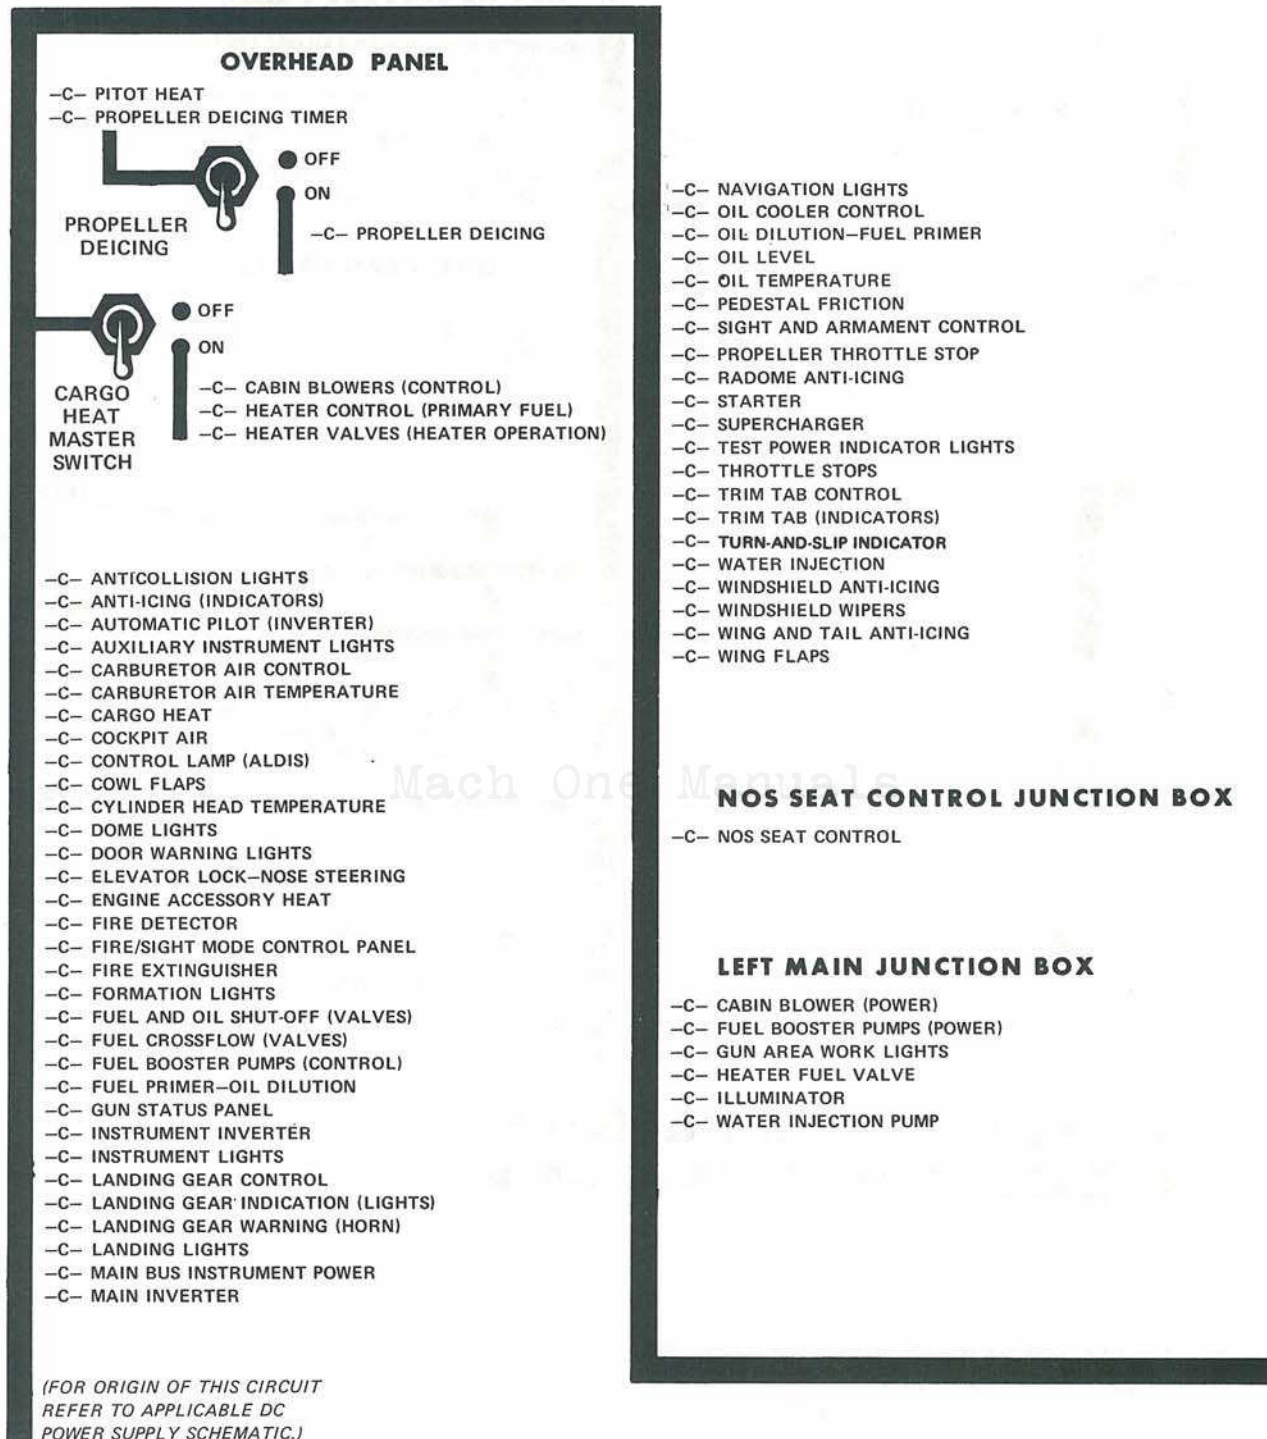 OVERHEAD PANEL
–C– PITOT HEAT
–C– PROPELLER DEICING TIMER
OFF
ON
PROPELLER
DEICING
–C– PROPELLER DEICING
OFF
ON
CARGO
HEAT
MASTER
SWITCH
–C– CABIN BLOWERS (CONTROL)
–C– HEATER CONTROL (PRIMARY FUEL)
–C– HEATER VALVES (HEATER OPERATION)
–C– ANTICOLLISION LIGHTS
–C– ANTI-ICING (INDICATORS)
–C– AUTOMATIC PILOT (INVERTER)
–C– AUXILIARY INSTRUMENT LIGHTS
–C– CARBURETOR AIR CONTROL
–C– CARBURETOR AIR TEMPERATURE
–C– CARGO HEAT
–C– COCKPIT AIR
–C– CONTROL LAMP (ALDIS)
–C– COWL FLAPS
–C– CYLINDER HEAD TEMPERATURE
–C– DOME LIGHTS
–C– DOOR WARNING LIGHTS
–C– ELEVATOR LOCK–NOSE STEERING
–C– ENGINE ACCESSORY HEAT
–C– FIRE DETECTOR
–C– FIRE/SIGHT MODE CONTROL PANEL
–C– FIRE EXTINGUISHER
–C– FORMATION LIGHTS
–C– FUEL AND OIL SHUT-OFF (VALVES)
–C– FUEL CROSSFLOW (VALVES)
–C– FUEL BOOSTER PUMPS (CONTROL)
–C– FUEL PRIMER–OIL DILUTION
–C– GUN STATUS PANEL
–C– INSTRUMENT INVERTER
–C– INSTRUMENT LIGHTS
–C– LANDING GEAR CONTROL
–C– LANDING GEAR INDICATION (LIGHTS)
–C– LANDING GEAR WARNING (HORN)
–C– LANDING LIGHTS
–C– MAIN BUS INSTRUMENT POWER
–C– MAIN INVERTER
(FOR ORIGIN OF THIS CIRCUIT
REFER TO APPLICABLE DC
POWER SUPPLY SCHEMATIC.)
–C– NAVIGATION LIGHTS
–C– OIL COOLER CONTROL
–C– OIL DILUTION–FUEL PRIMER
–C– OIL LEVEL
–C– OIL TEMPERATURE
–C– PEDESTAL FRICTION
–C– SIGHT AND ARMAMENT CONTROL
–C– PROPELLER THROTTLE STOP
–C– RADOME ANTI-ICING
–C– STARTER
–C– SUPERCHARGER
–C– TEST POWER INDICATOR LIGHTS
–C– THROTTLE STOPS
–C– TRIM TAB CONTROL
–C– TRIM TAB (INDICATORS)
–C– TURN-AND-SLIP INDICATOR
–C– WATER INJECTION
–C– WINDSHIELD ANTI-ICING
–C– WINDSHIELD WIPERS
–C– WING AND TAIL ANTI-ICING
–C– WING FLAPS
Mach One Manuals
NOS SEAT CONTROL JUNCTION BOX
–C– NOS SEAT CONTROL
LEFT MAIN JUNCTION BOX
–C– CABIN BLOWER (POWER)
–C– FUEL BOOSTER PUMPS (POWER)
–C– GUN AREA WORK LIGHTS
–C– HEATER FUEL VALVE
–C– ILLUMINATOR
–C– WATER INJECTION PUMP